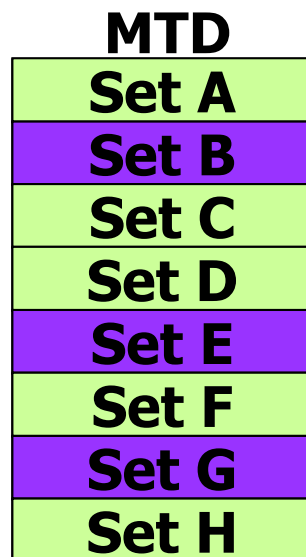 MTD
Set A
Set B
Set C
Set D
Set E
Set F
Set G
Set H